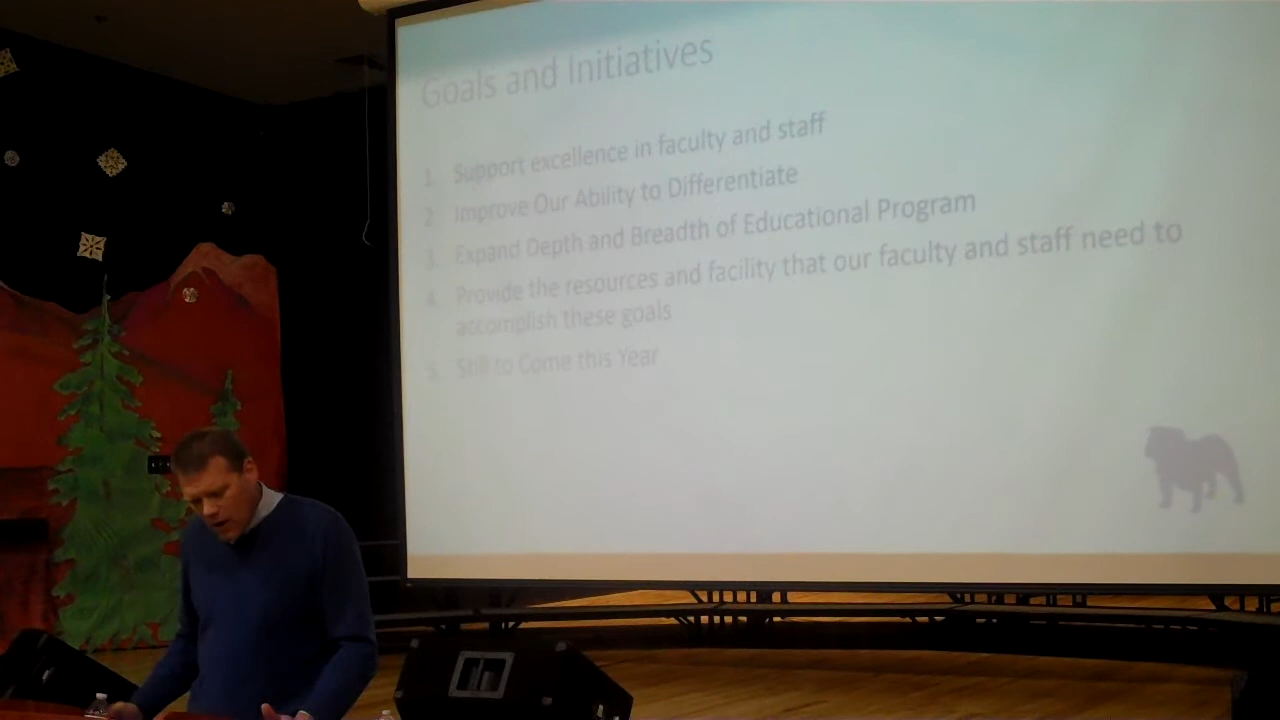 Goals and Initiatives
1. Support excellence in faculty and staff
2. Improve Our Ability to Differentiate
3. Expand Depth and Breadth of Educational Program
4. Provide the resources and facility that our faculty and staff need to
accomplish these goals
5. Still to Come this Year